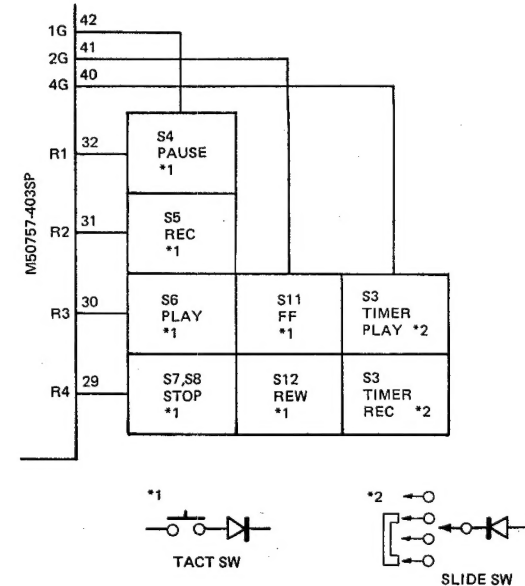 42
1G
41
2G
40
4G
32
R1
S4
PAUSE
*1
31
R2
S5
REC
*1
M50757-403SP
30
R3
S6
PLAY
*1
S11
FF
*1
S3
TIMER
PLAY *2
29
R4
S7,S8
STOP
*1
S12
REW
*1
S3
TIMER
REC *2
*1
TACT SW
*2
SLIDE SW